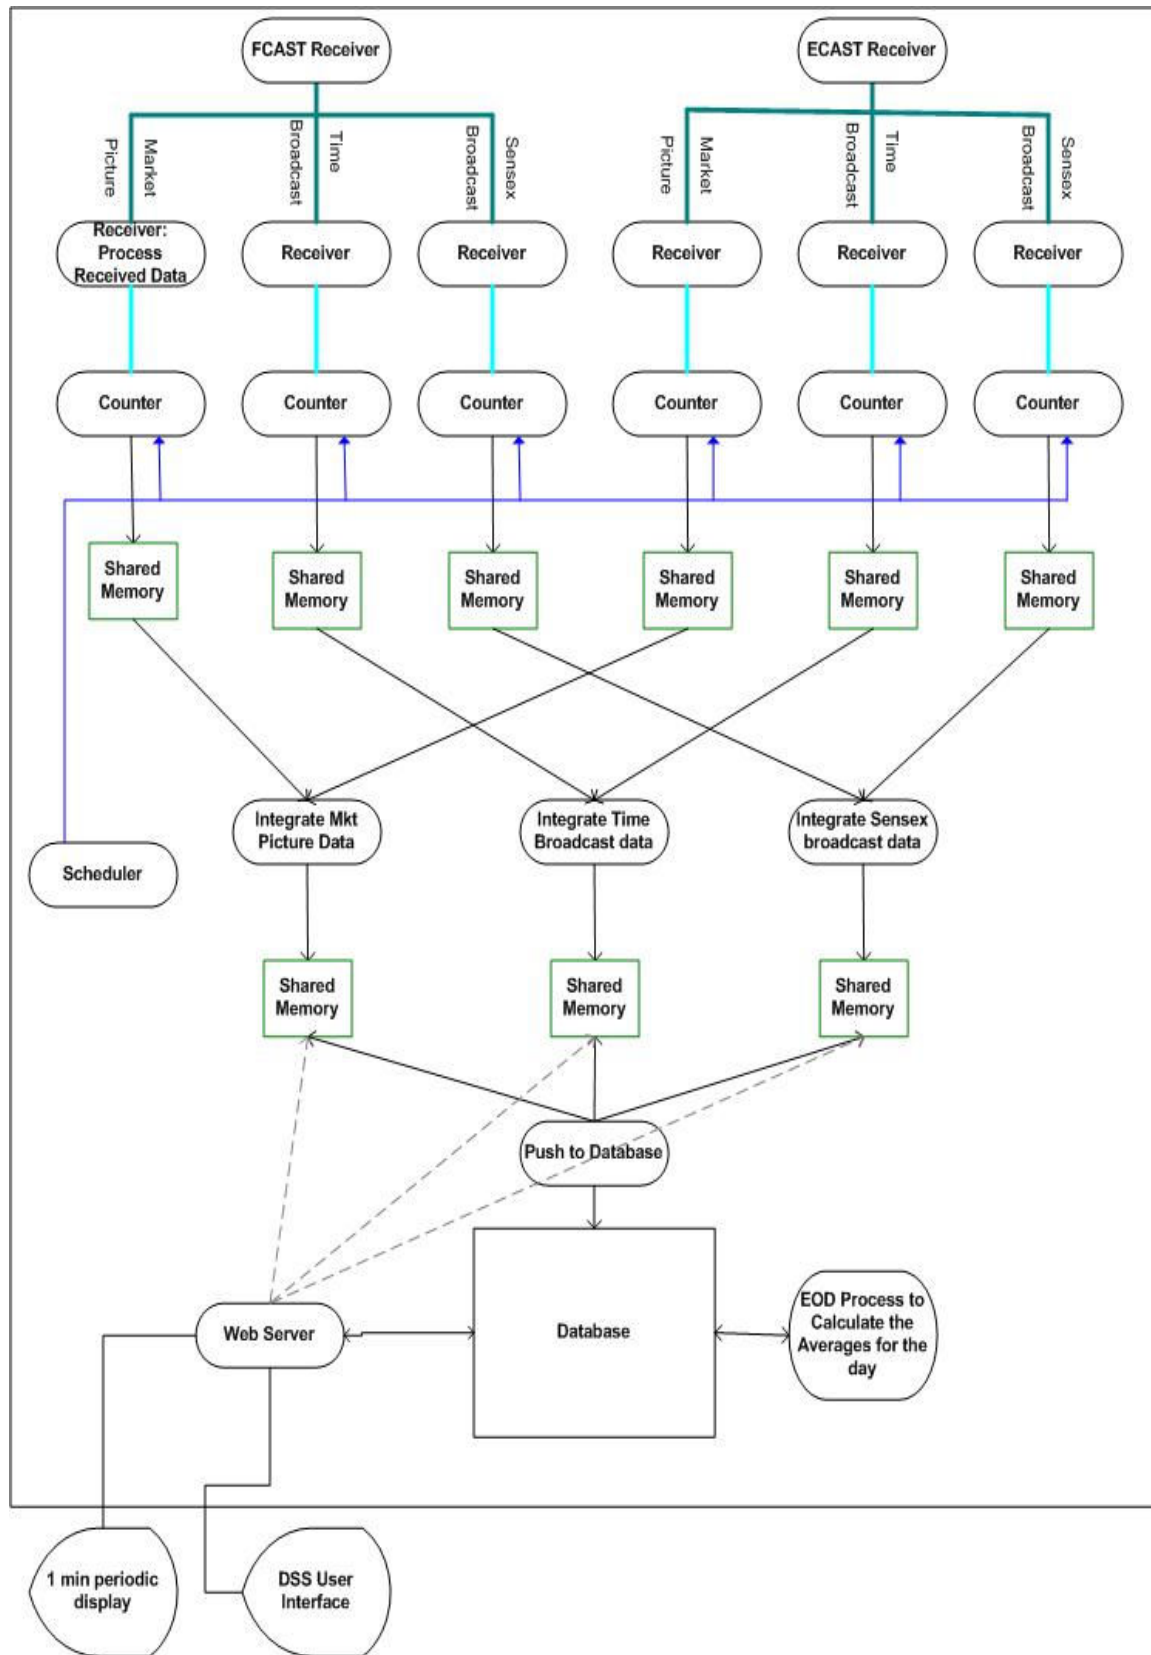 FCAST Receiver
ECAST Receiver
Market
Picture
Time
Broadcast
Sensex
Broadcast
Market
Picture
Time
Broadcast
Sensex
Broadcast
Receiver:
Process
Received Data
Receiver
Receiver
Receiver
Receiver
Receiver
Counter
Counter
Counter
Counter
Counter
Counter
Shared
Memory
Shared
Memory
Shared
Memory
Shared
Memory
Shared
Memory
Shared
Memory
Integrate Mkt
Picture Data
Integrate Time
Broadcast data
Integrate Sensex
broadcast data
Scheduler
Shared
Memory
Shared
Memory
Shared
Memory
Push to Database
Web Server
Database
EOD Process to
Calculate the
Averages for the
day
1 min periodic
display
DSS User
Interface